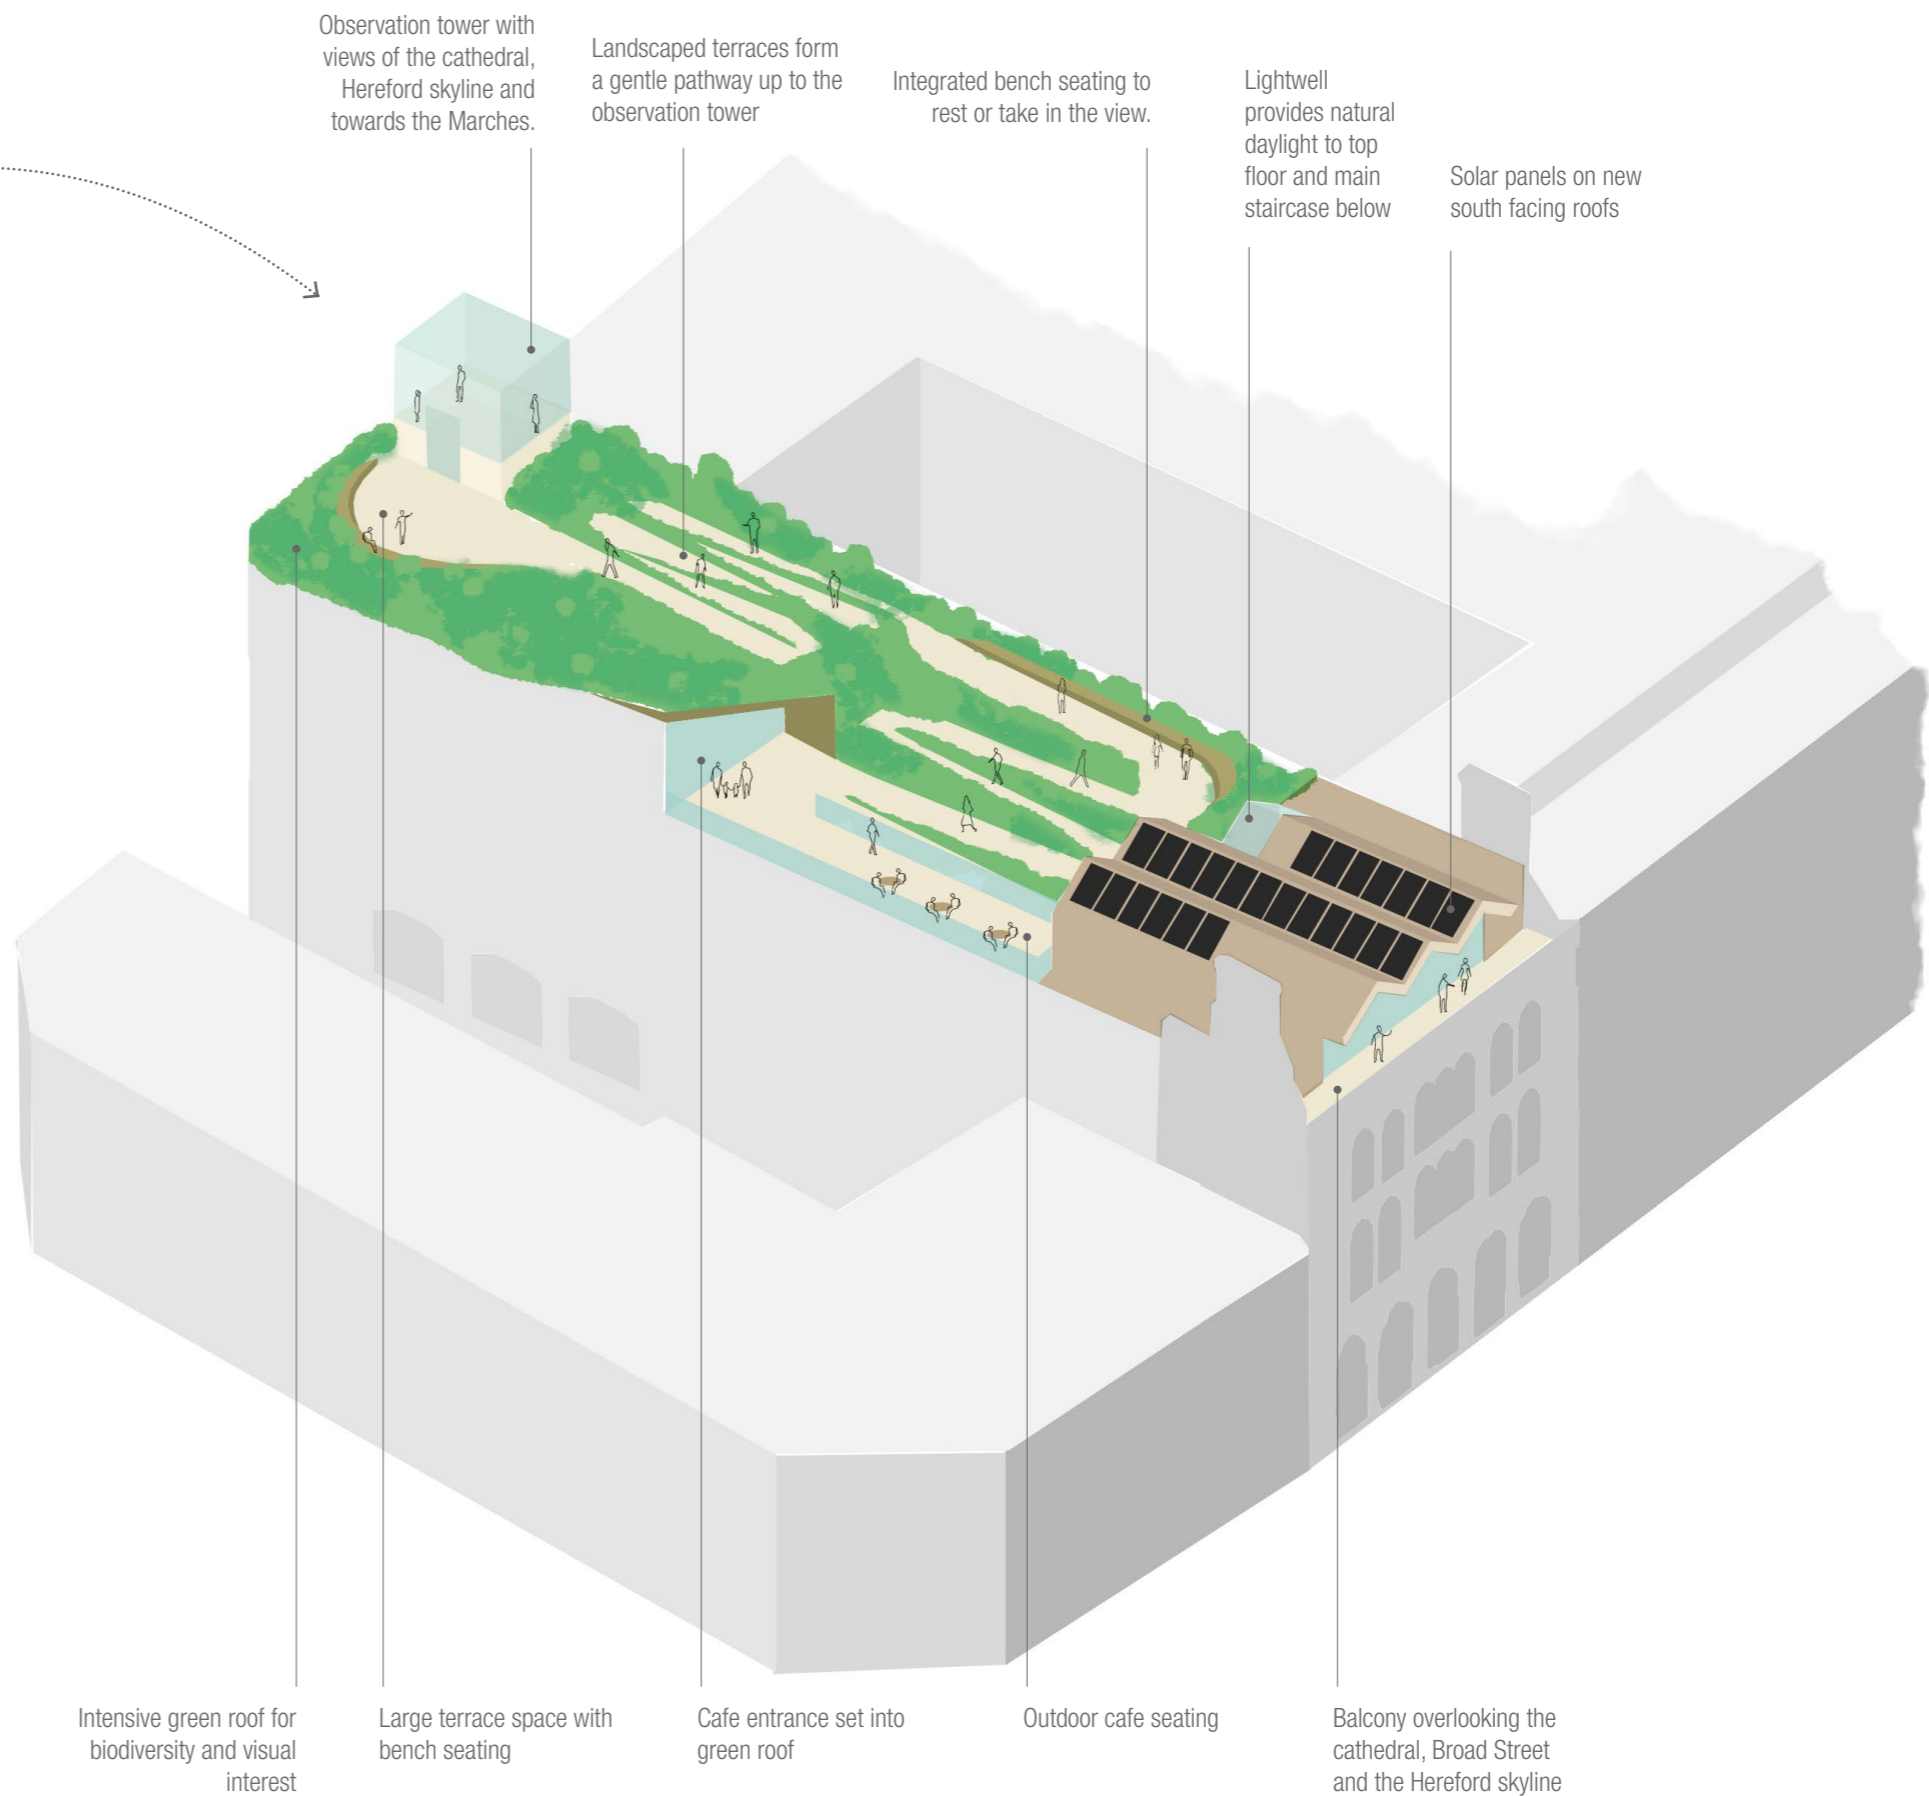 Observation tower with
views of the cathedral,
Hereford skyline and
towards the Marches.
Landscaped terraces form
a gentle pathway up to the
observation tower
Integrated bench seating to
rest or take in the view.
Lightwell
provides natural
daylight to top
floor and main
staircase below
Solar panels on new
south facing roofs
Intensive green roof for
biodiversity and visual
interest
Large terrace space with
bench seating
Cafe entrance set into
green roof
Outdoor cafe seating
Balcony overlooking the
cathedral, Broad Street
and the Hereford skyline